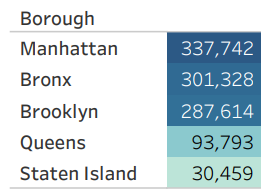 Borough
Manhattan 337,742
Bronx 301,328
Brooklyn 287,614
Queens 93,793
Staten Island 30,459